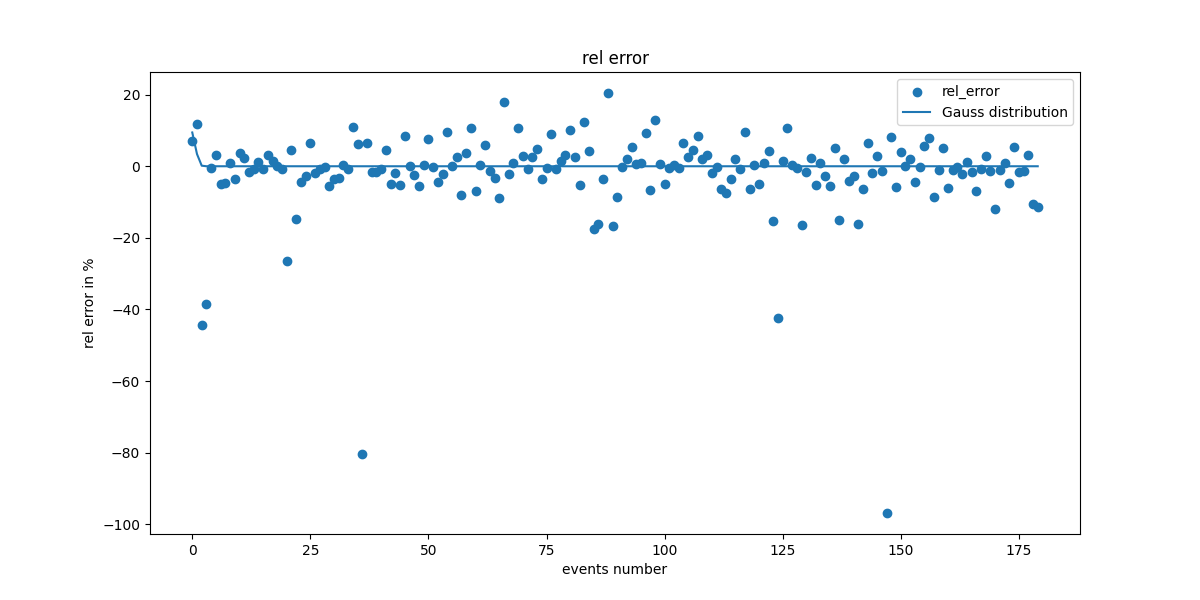 rel error
rel_error
Gauss distribution
rel error in %
20
0
−20
−40
−60
−80
−100
0 25 50 75 100 125 150 175
events number